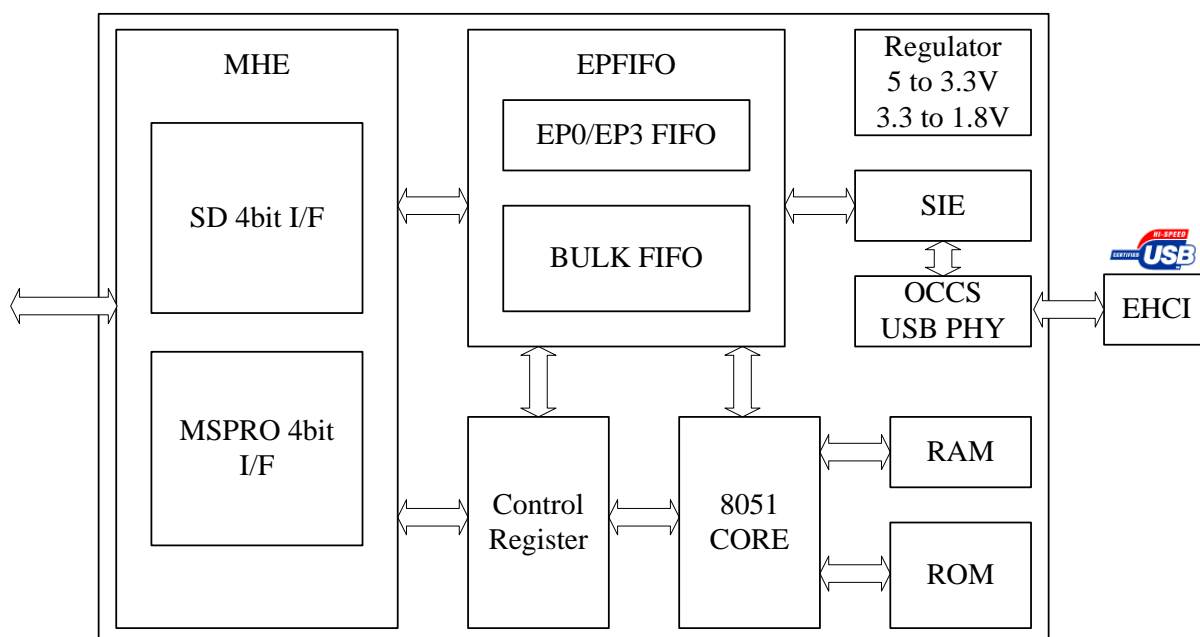 MHE
SD 4bit I/F
MSPRO 4bit
I/F
EPFIFO
EP0/EP3 FIFO
BULK FIFO
Regulator
5 to 3.3V
3.3 to 1.8V
SIE
OCCS
USB PHY
HI-SPEED
CERTIFIED
USB
EHCI
Control
Register
8051
CORE
RAM
ROM